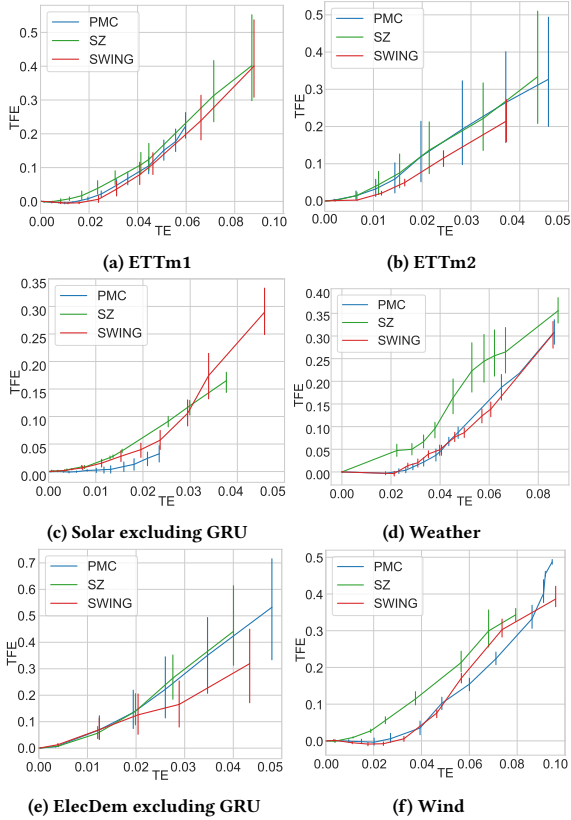 PMC
SZ
SWING
TFE
0.5
0.4
0.3
0.2
0.1
0.0
0.00 0.02 0.04 0.06 0.08 0.10
TE
(a) ETTm1
PMC
SZ
SWING
TFE
0.5
0.4
0.3
0.2
0.1
0.0
0.00 0.01 0.02 0.03 0.04 0.05
TE
(b) ETTm2
PMC
SZ
SWING
TFE
0.35
0.30
0.25
0.20
0.15
0.10
0.05
0.00
0.00 0.01 0.02 0.03 0.04 0.05
TE
(c) Solar excluding GRU
PMC
SZ
SWING
TFE
0.40
0.35
0.30
0.25
0.20
0.15
0.10
0.05
0.00
0.00 0.02 0.04 0.06 0.08
TE
(d) Weather
PMC
SZ
SWING
TFE
0.7
0.6
0.5
0.4
0.3
0.2
0.1
0.0
0.00 0.01 0.02 0.03 0.04 0.05
TE
(e) ElecDem excluding GRU
PMC
SZ
SWING
TFE
0.5
0.4
0.3
0.2
0.1
0.0
0.00 0.02 0.04 0.06 0.08 0.10
TE
(f) Wind